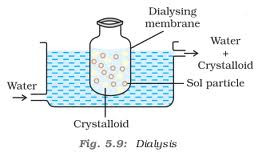 Dialysing
membrane
Water
+
Crystalloid
Water
Sol particle
Crystalloid
Fig. 5.9: Dialysis